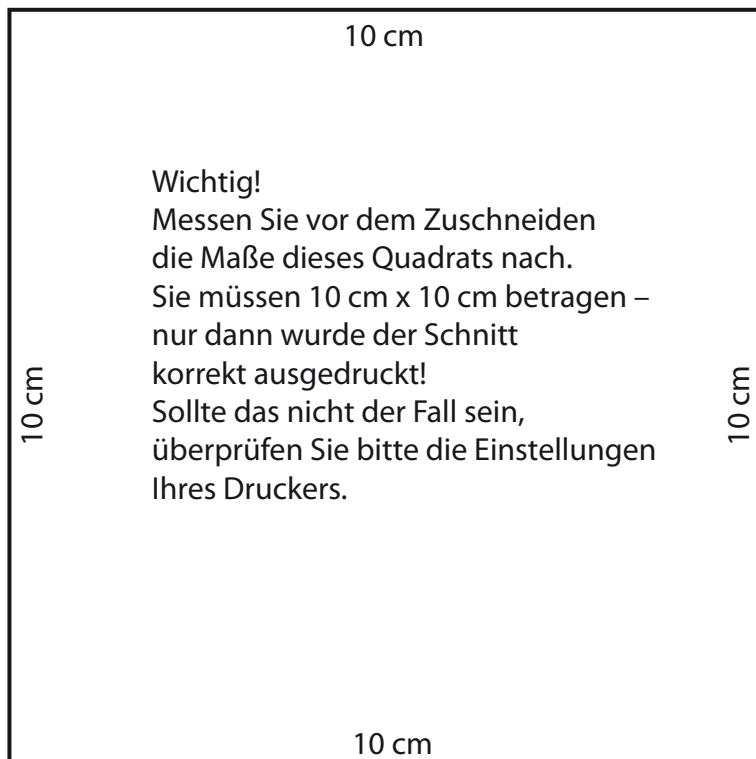 10 cm
Wichtig!
Messen Sie vor dem Zuschneiden
die Maße dieses Quadrats nach.
Sie müssen 10 cm x 10 cm betragen –
nur dann wurde der Schnitt
korrekt ausgedruckt!
Sollte das nicht der Fall sein,
überprüfen Sie bitte die Einstellungen
Ihres Druckers.
10 cm
10 cm
10 cm